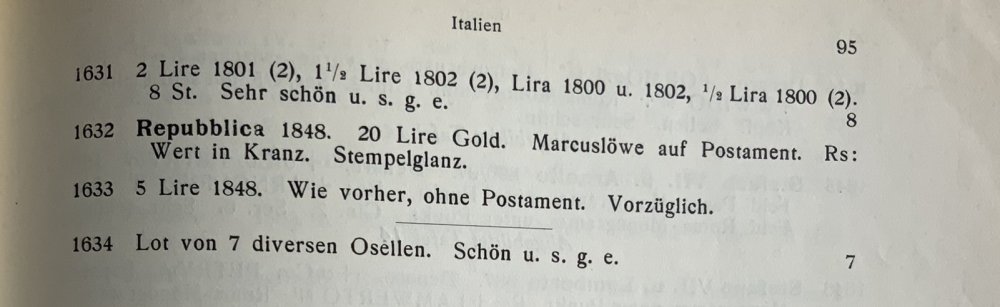 Italien
95
1631 2 Lire 1801 (2), 1½ Lire 1802 (2), Lira 1800 u. 1802, ½ Lira 1800 (2).
8 St. Sehr schön u. s. g. e. 8
1632 Repubblica 1848. 20 Lire Gold. Marcuslöwe auf Postament. Rs:
Wert in Kranz. Stempelglanz.
1633 5 Lire 1848. Wie vorher, ohne Postament. Vorzüglich.
1634 Lot von 7 diversen Osellen. Schön u. s. g. e. 7